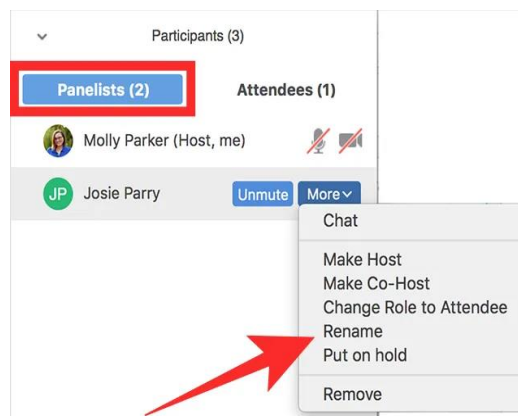 Participants (3)
Panelists (2) Attendees (1)
Molly Parker (Host, me)
JP Josie Parry Unmute More
Chat
Make Host
Make Co-Host
Change Role to Attendee
Rename
Put on hold
Remove